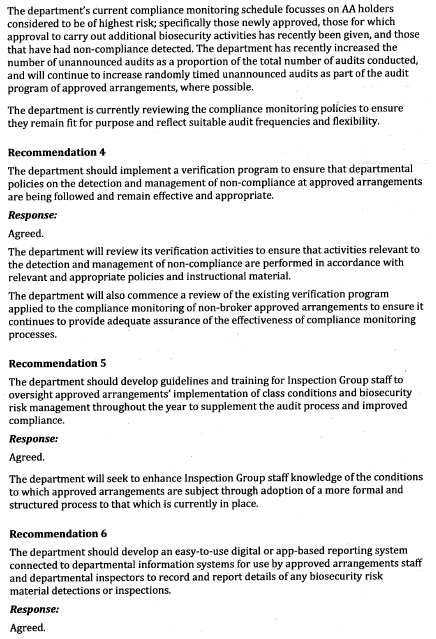 The department's current compliance monitoring schedule focusses on AA holders
considered to be of highest risk; specifically those newly approved, those for which
approval to carry out additional biosecurity activities has recently been given, and those
that have had non-compliance detected. The department has recently increased the
number of unannounced audits as a proportion of the total number of audits conducted,
and will continue to increase randomly timed unannounced audits as part of the audit
program of approved arrangements, where possible.
The department is currently reviewing the compliance monitoring policies to ensure
they remain fit for purpose and reflect suitable audit frequencies and flexibility.
Recommendation 4
The department should implement a verification program to ensure that departmental
policies on the detection and management of non-compliance at approved arrangements
are being followed and remain effective and appropriate.
Response:
Agreed.
The department will review its verification activities to ensure that activities relevant to
the detection and management of non-compliance are performed in accordance with
relevant and appropriate policies and instructional material.
The department will also commence a review of the existing verification program
applied to the compliance monitoring of non-broker approved arrangements to ensure it
continues to provide adequate assurance of the effectiveness of compliance monitoring
processes.
Recommendation 5
The department should develop guidelines and training for Inspection Group staff to
oversight approved arrangements' implementation of class conditions and biosecurity
risk management throughout the year to supplement the audit process and improved
compliance.
Response:
Agreed.
The department will seek to enhance Inspection Group staff knowledge of the conditions
to which approved arrangements are subject through adoption of a more formal and
structured process to that which is currently in place.
Recommendation 6
The department should develop an easy-to-use digital or app-based reporting system
connected to departmental information systems for use by approved arrangements staff
and departmental inspectors to record and report details of any biosecurity risk
material detections or inspections.
Response:
Agreed.